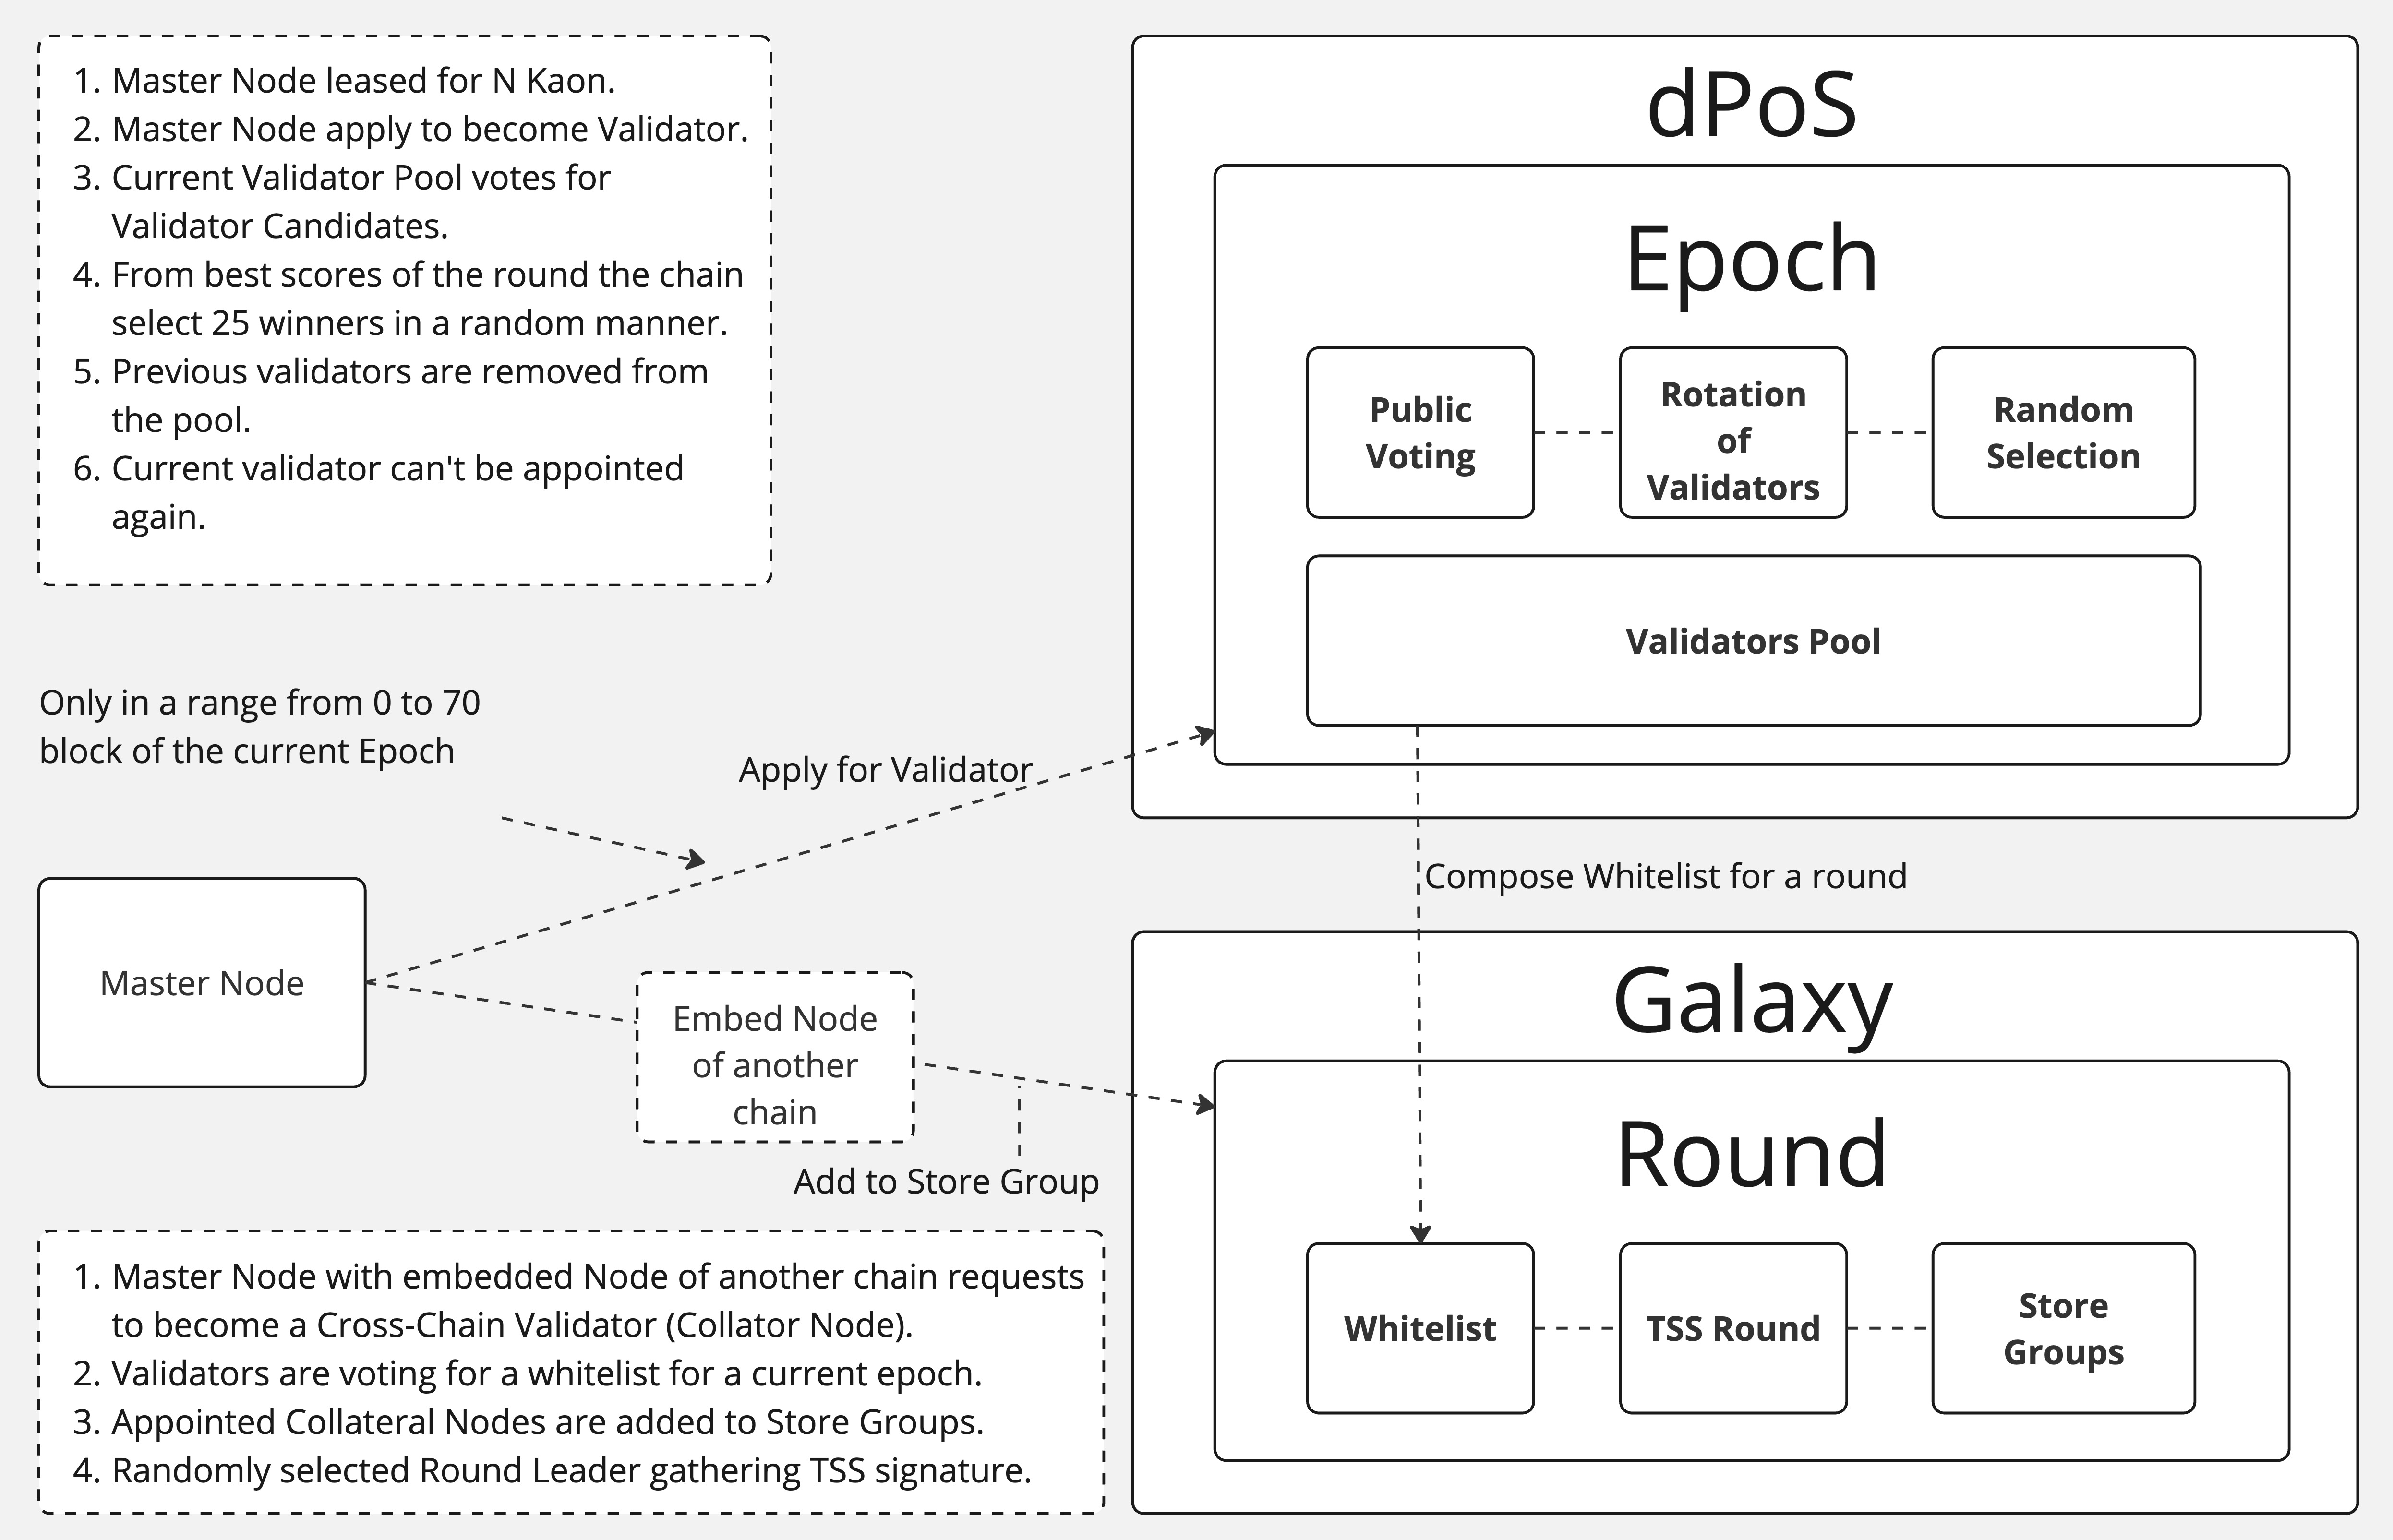 1. Master Node leased for N Kaon.
2. Master Node apply to become Validator.
3. Current Validator Pool votes for
Validator Candidates.
4. From best scores of the round the chain
select 25 winners in a random manner.
5. Previous validators are removed from
the pool.
6. Current validator can't be appointed
again.
dPoS
Epoch
Public
Voting
Rotation
of
Validators
Random
Selection
Validators Pool
Only in a range from 0 to 70
block of the current Epoch
Apply for Validator
Compose Whitelist for a round
Master Node
Embed Node
of another
chain
Add to Store Group
Galaxy
Round
Whitelist
TSS Round
Store
Groups
1. Master Node with embedded Node of another chain requests
to become a Cross-Chain Validator (Collator Node).
2. Validators are voting for a whitelist for a current epoch.
3. Appointed Collateral Nodes are added to Store Groups.
4. Randomly selected Round Leader gathering TSS signature.